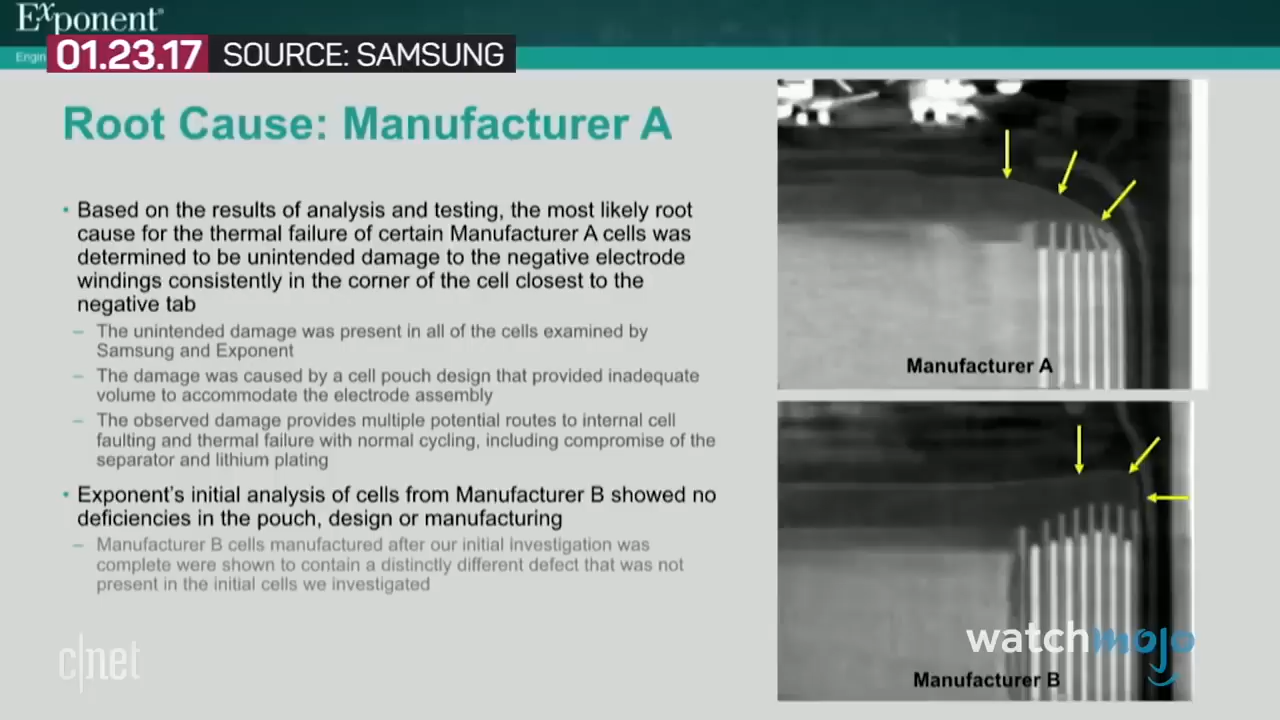 Exponent®
Engin
01.23.17 SOURCE: SAMSUNG
Root Cause: Manufacturer A
• Based on the results of analysis and testing, the most likely root
cause for the thermal failure of certain Manufacturer A cells was
determined to be unintended damage to the negative electrode
windings consistently in the corner of the cell closest to the
negative tab
– The unintended damage was present in all of the cells examined by
Samsung and Exponent
– The damage was caused by a cell pouch design that provided inadequate
volume to accommodate the electrode assembly
– The observed damage provides multiple potential routes to internal cell
faulting and thermal failure with normal cycling, including compromise of the
separator and lithium plating
• Exponent's initial analysis of cells from Manufacturer B showed no
deficiencies in the pouch, design or manufacturing
– Manufacturer B cells manufactured after our initial investigation was
complete were shown to contain a distinctly different defect that was not
present in the initial cells we investigated
Manufacturer A
Manufacturer B
c|net
watchmojo